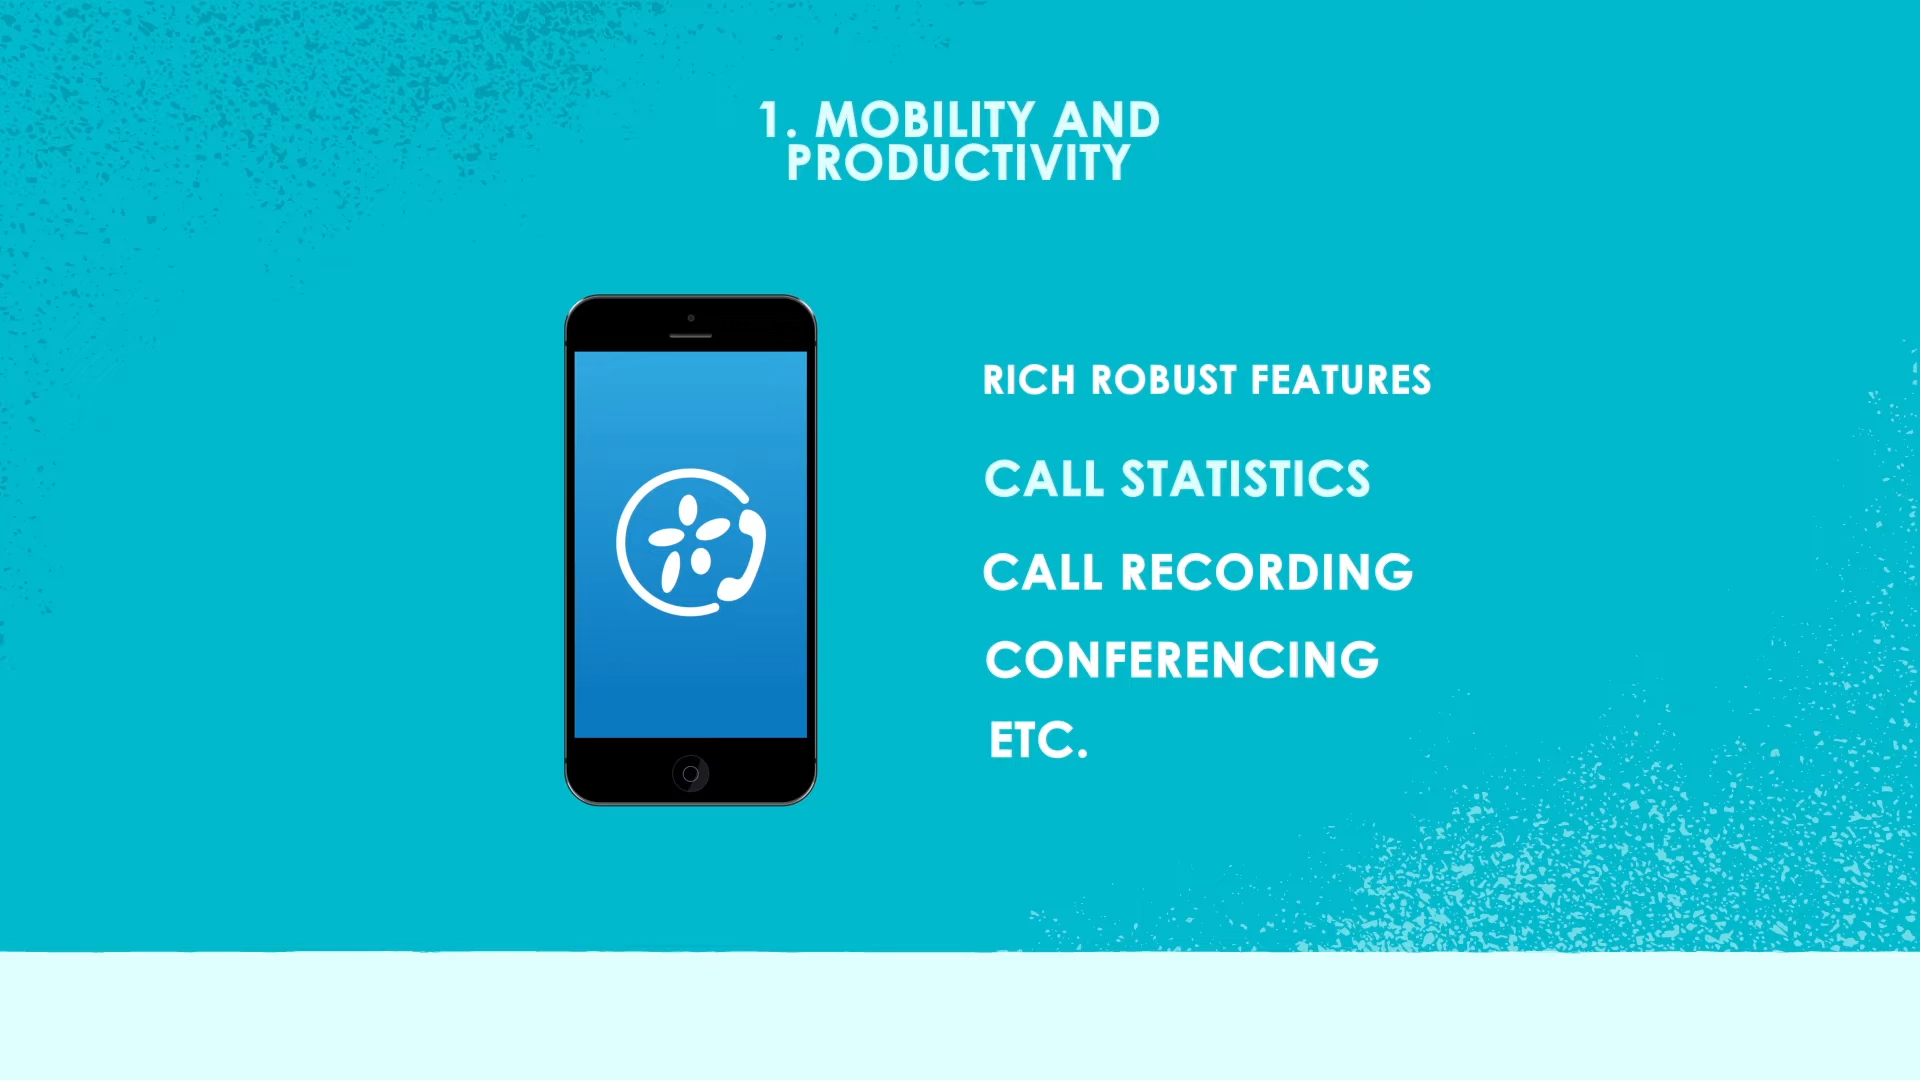 1. MOBILITY AND
PRODUCTIVITY
RICH ROBUST FEATURES
CALL STATISTICS
CALL RECORDING
CONFERENCING
ETC.